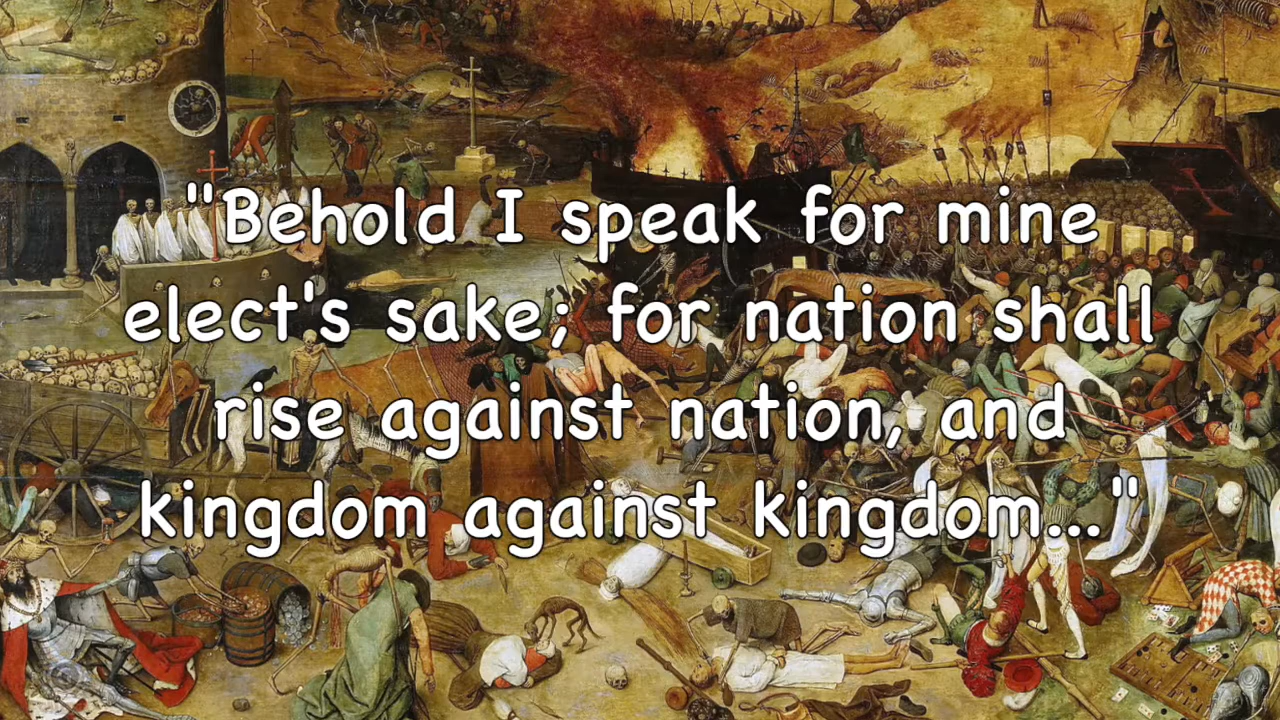 "Behold I speak for mine
elect's sake; for nation shall
rise against nation, and
kingdom against kingdom..."